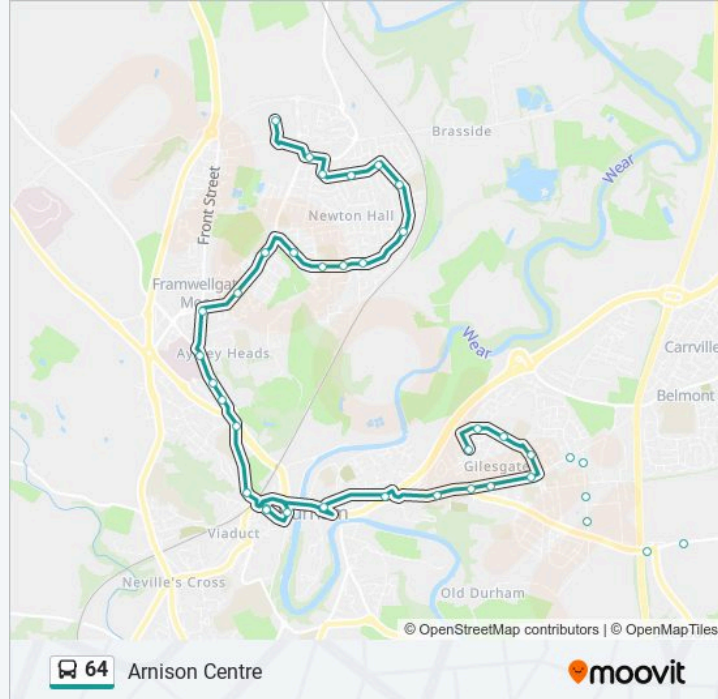 Brasside
Wear
Front Street
Newton Hall
Framwellgate
Mo
Wear
Carrville
Aykley Heads
Belmont
Gilesgate
Viaduct
Neville's Cross
Old Durham
© OpenStreetMap contributors | © OpenMapTiles
64 Arnison Centre
moovit